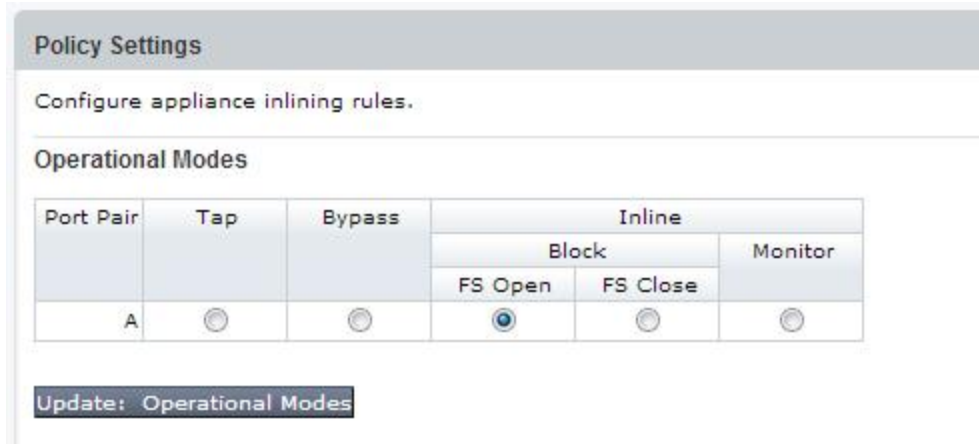 Policy Settings
Configure appliance inlining rules.
Operational Modes
Port Pair Tap Bypass Inline
Block Monitor
FS Open FS Close
A
Update: Operational Modes